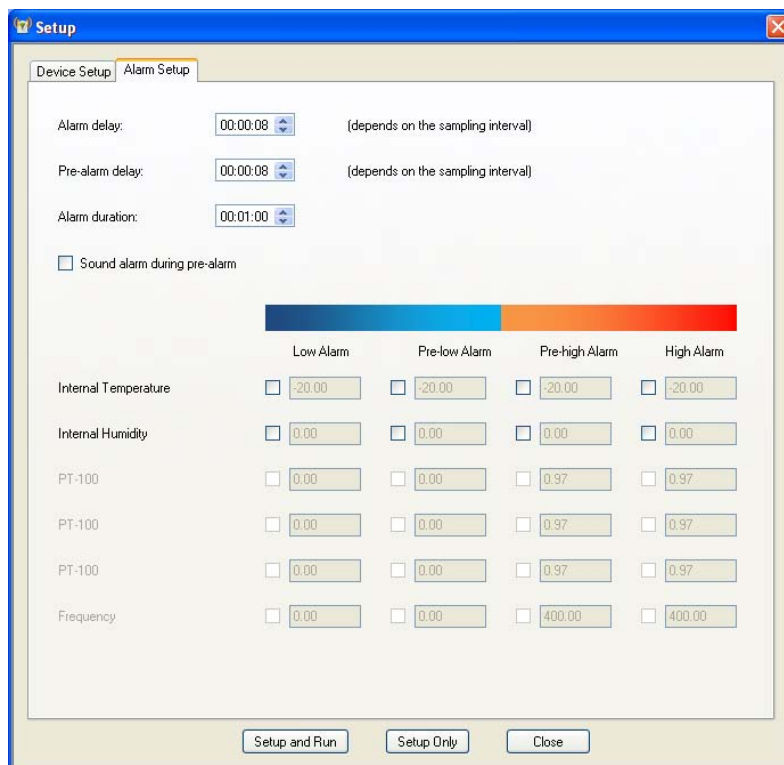 Setup
Device Setup Alarm Setup
Alarm delay: 00:00:08 (depends on the sampling interval)
Pre-alarm delay: 00:00:08 (depends on the sampling interval)
Alarm duration: 00:01:00
Sound alarm during pre-alarm
Low Alarm Pre-low Alarm Pre-high Alarm High Alarm
Internal Temperature -20.00 -20.00 -20.00 -20.00
Internal Humidity 0.00 0.00 0.00 0.00
PT-100 0.00 0.00 0.97 0.97
PT-100 0.00 0.00 0.97 0.97
PT-100 0.00 0.00 0.97 0.97
Frequency 0.00 0.00 400.00 400.00
Setup and Run Setup Only Close